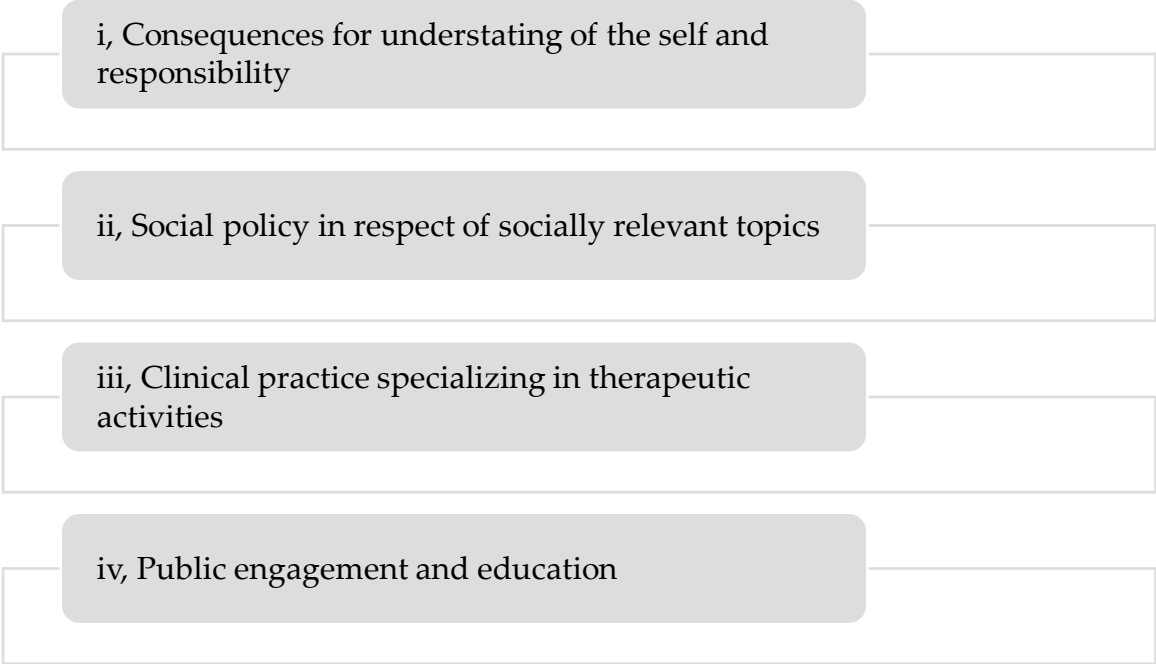 i, Consequences for understating of the self and
responsibility
ii, Social policy in respect of socially relevant topics
iii, Clinical practice specializing in therapeutic
activities
iv, Public engagement and education